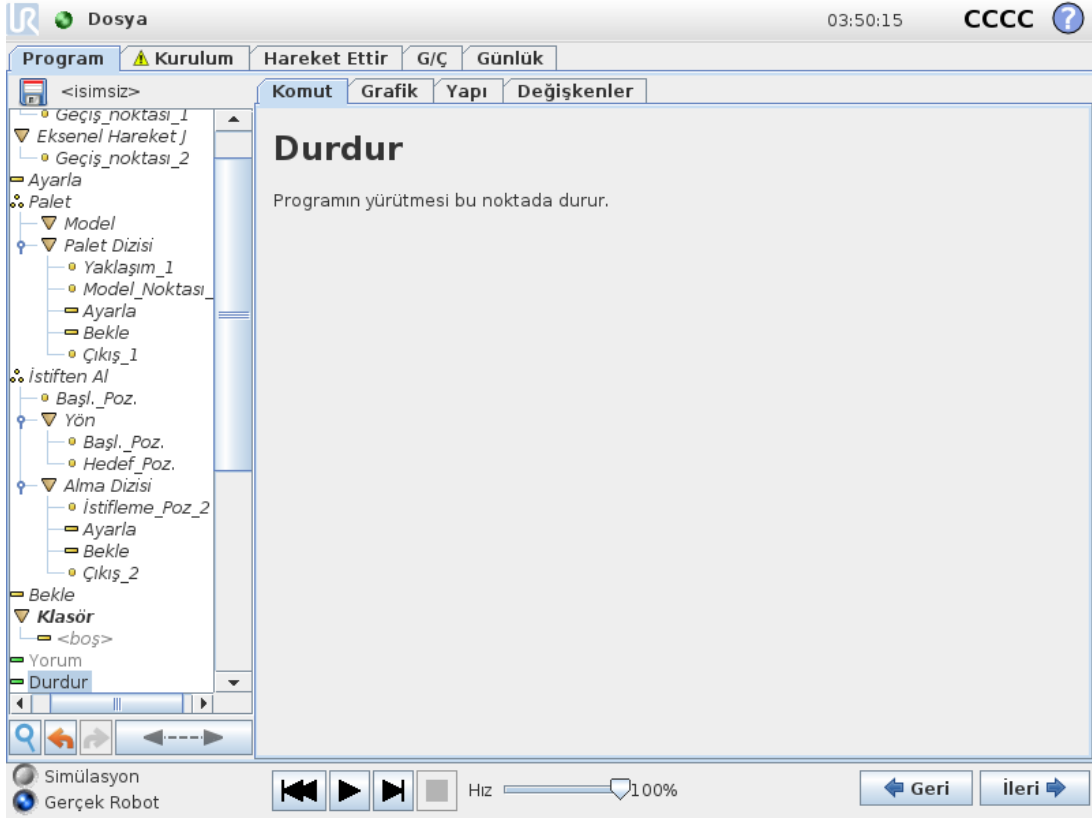 UR Dosya 03:50:15 CCCC ?
Program Kurulum Hareket Ettir G/Ç Günlük
<isimsiz> Komut Grafik Yapı Değişkenler
Geçiş_noktası_1
Eksenel Hareket J
Geçiş_noktası_2
Ayarla
Palet
Model
Palet Dizisi
Yaklaşım_1
Model_Noktası_
Ayarla
Bekle
Çıkış_1
İstiften Al
Başl._Poz.
Yön
Başl._Poz.
Hedef_Poz.
Alma Dizisi
İstifleme_Poz_2
Ayarla
Bekle
Çıkış_2
Bekle
Klasör
<boş>
Yorum
Durdur
Durdur
Programın yürütmesi bu noktada durur.
Simülasyon
Gerçek Robot
Hız 100% Geri İleri